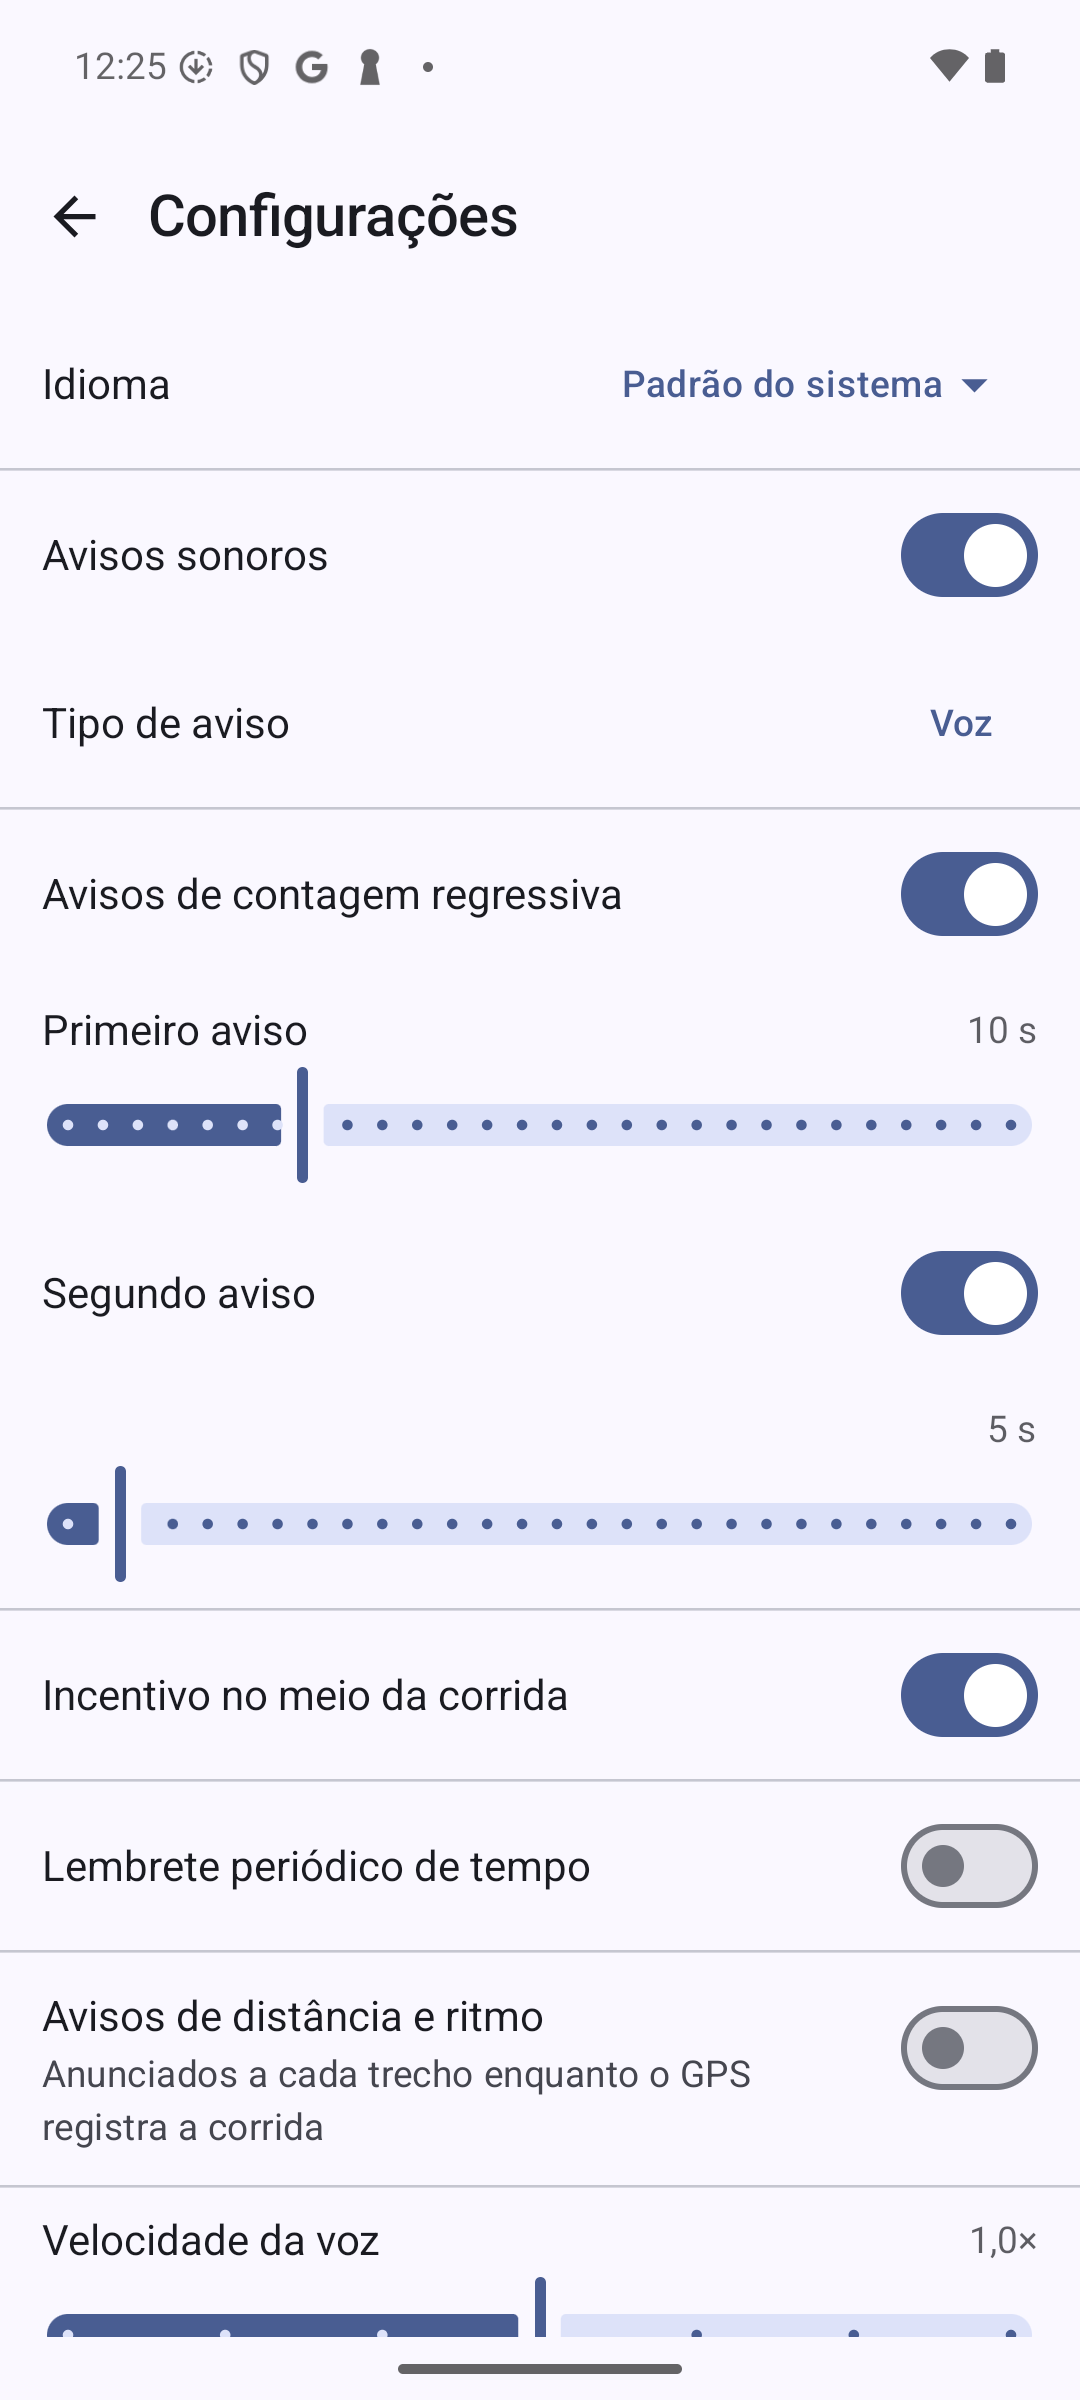 12:25
Configurações
Idioma
Padrão do sistema
Avisos sonoros
Tipo de aviso
Voz
Avisos de contagem regressiva
Primeiro aviso
10 s
Segundo aviso
5 s
Incentivo no meio da corrida
Lembrete periódico de tempo
Avisos de distância e ritmo
Anunciados a cada trecho enquanto o GPS
registra a corrida
Velocidade da voz
1,0×